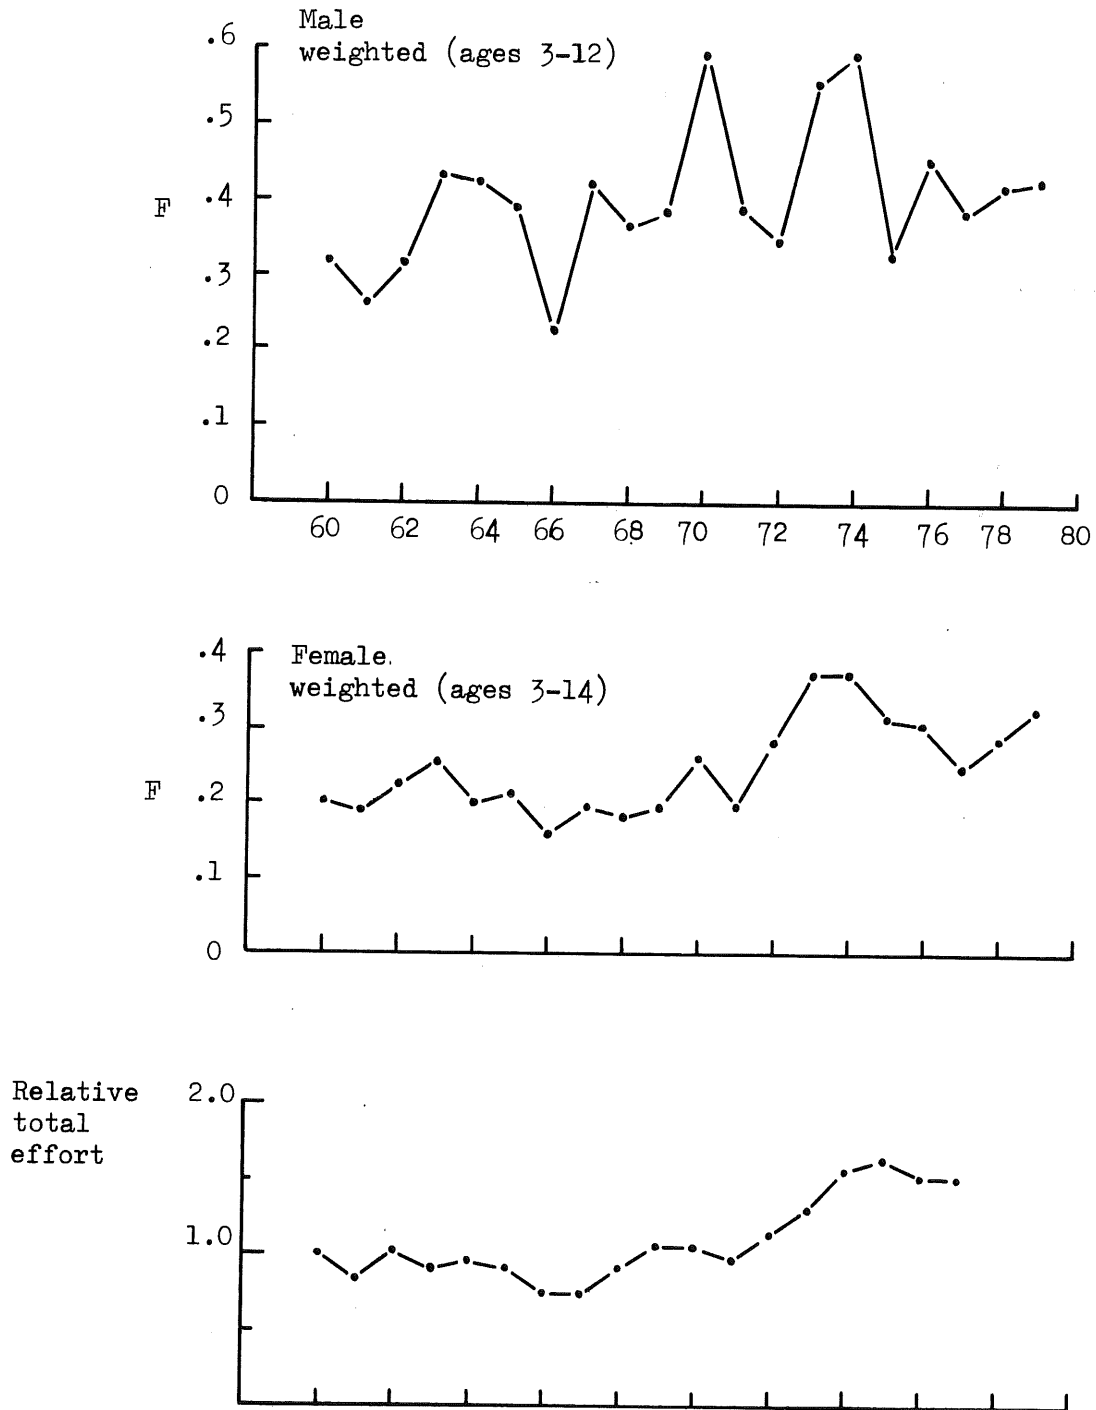 Male
weighted (ages 3-12)
.6
.5
F .4
.3
.2
.1
0
60 62 64 66 68 70 72 74 76 78 80
Female
weighted (ages 3-14)
.4
.3
F .2
.1
0
Relative
total
effort
2.0
1.0